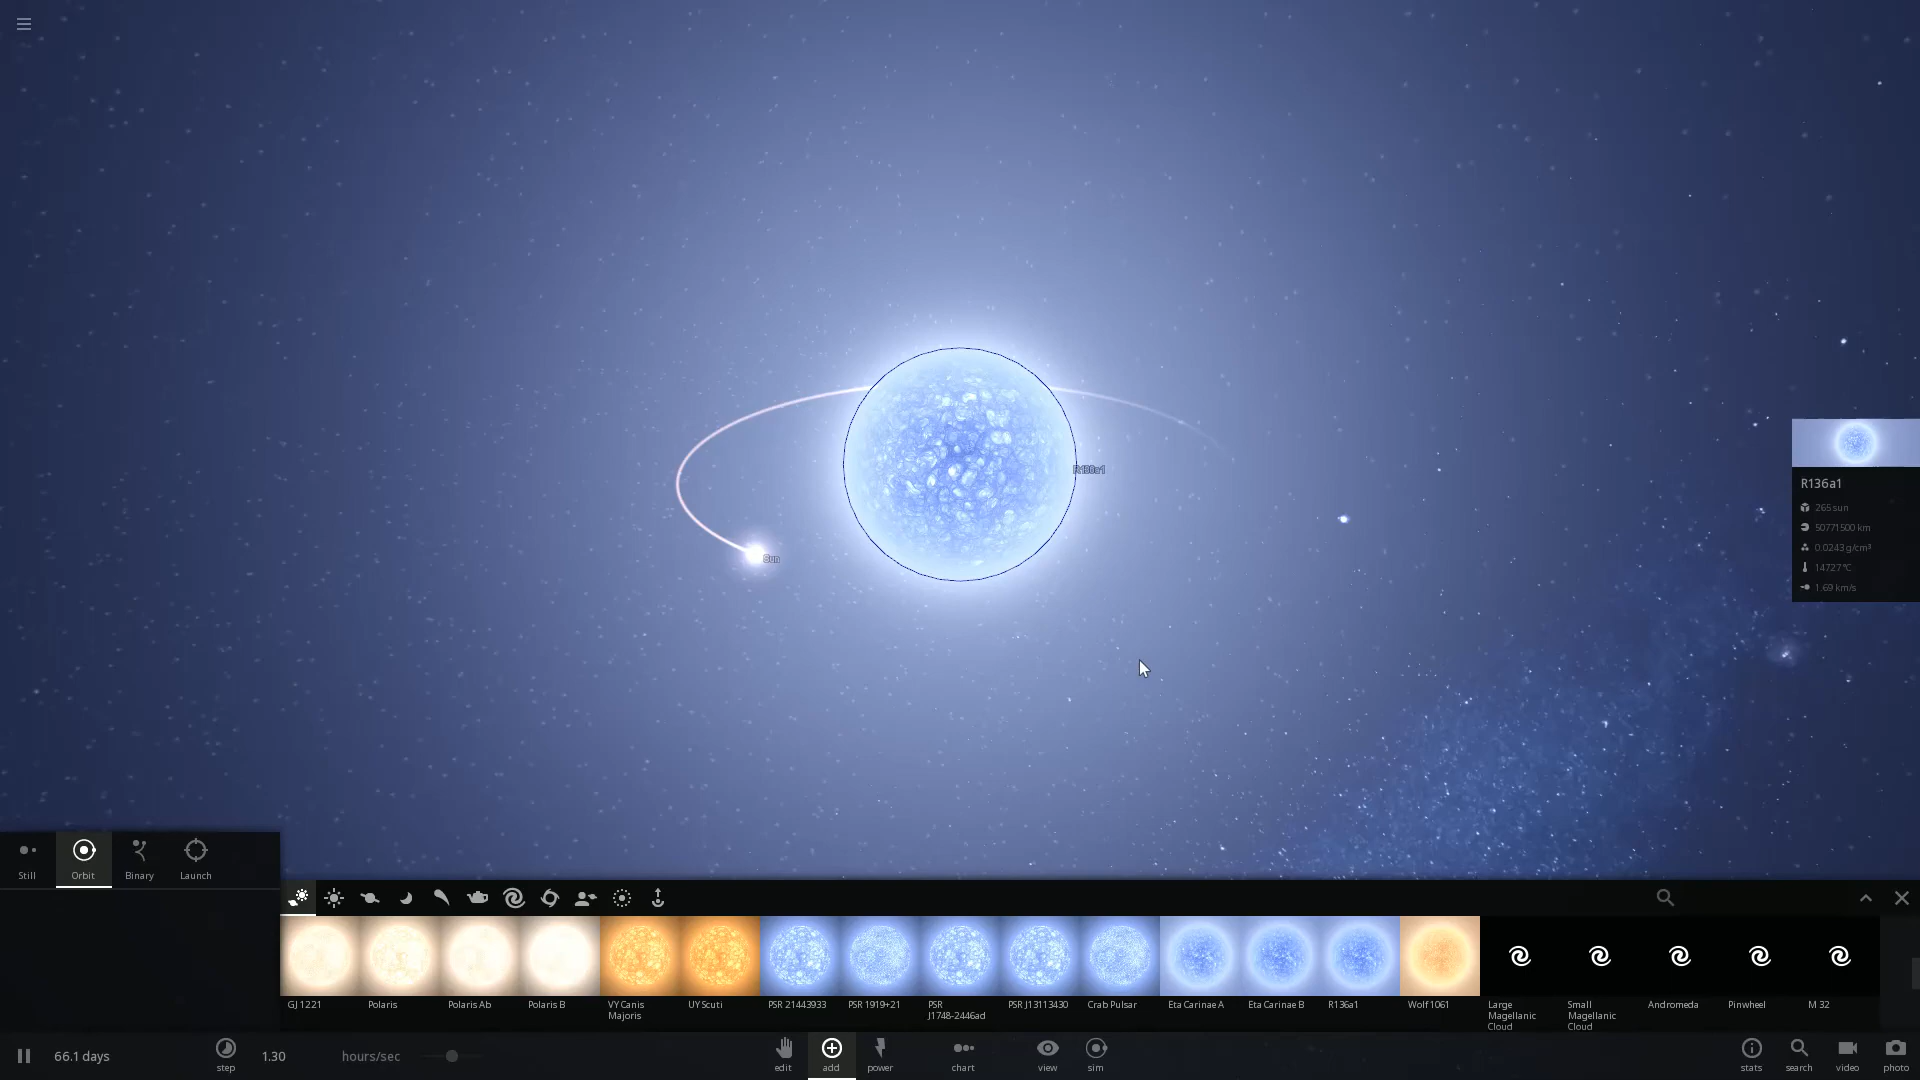 R136a1
Sun
R136a1
265 sun
50771500 km
0.0243 g/cm³
14727 °C
1.69 km/s
Still
Orbit
Binary
Launch
GJ 1221
Polaris
Polaris Ab
Polaris B
VY Canis
Majoris
UY Scuti
PSR 21443933
PSR 1919+21
PSR
J1748-2446ad
PSR J13113430
Crab Pulsar
Eta Carinae A
Eta Carinae B
R136a1
Wolf 1061
Large
Magellanic
Cloud
Small
Magellanic
Cloud
Andromeda
Pinwheel
M 32
66.1 days
step
1.30
hours/sec
edit
add
power
chart
view
sim
stats
search
video
photo